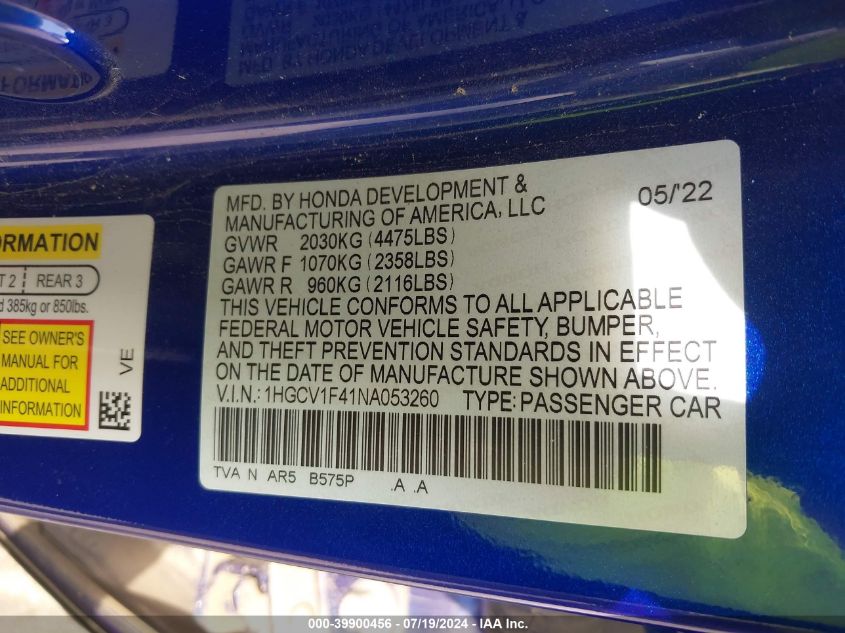 MFD. BY HONDA DEVELOPMENT &
MANUFACTURING OF AMERICA, LLC 05/'22
GVWR 2030KG (4475LBS)
GAWR F 1070KG (2358LBS)
GAWR R 960KG (2116LBS)
THIS VEHICLE CONFORMS TO ALL APPLICABLE
FEDERAL MOTOR VEHICLE SAFETY, BUMPER,
AND THEFT PREVENTION STANDARDS IN EFFECT
ON THE DATE OF MANUFACTURE SHOWN ABOVE.
V.I.N.: 1HGCV1F41NA053260 TYPE: PASSENGER CAR
TVA N AR5 B575P .A .A
ORMATION
T 2 REAR 3
d 385kg or 850lbs.
SEE OWNER'S
MANUAL FOR
ADDITIONAL
INFORMATION
VE
000-39900456 - 07/19/2024 - IAA Inc.